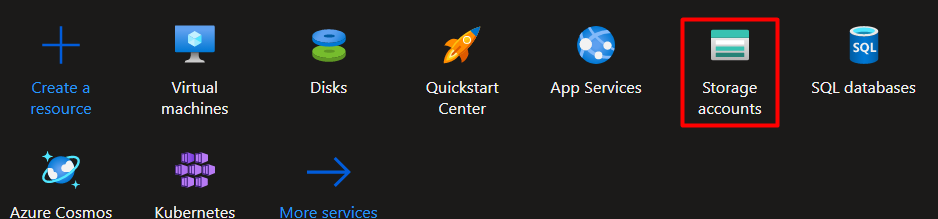 Create a
resource
Virtual
machines
Disks
Quickstart
Center
App Services
Storage
accounts
SQL
SQL databases
Azure Cosmos
Kubernetes
More services